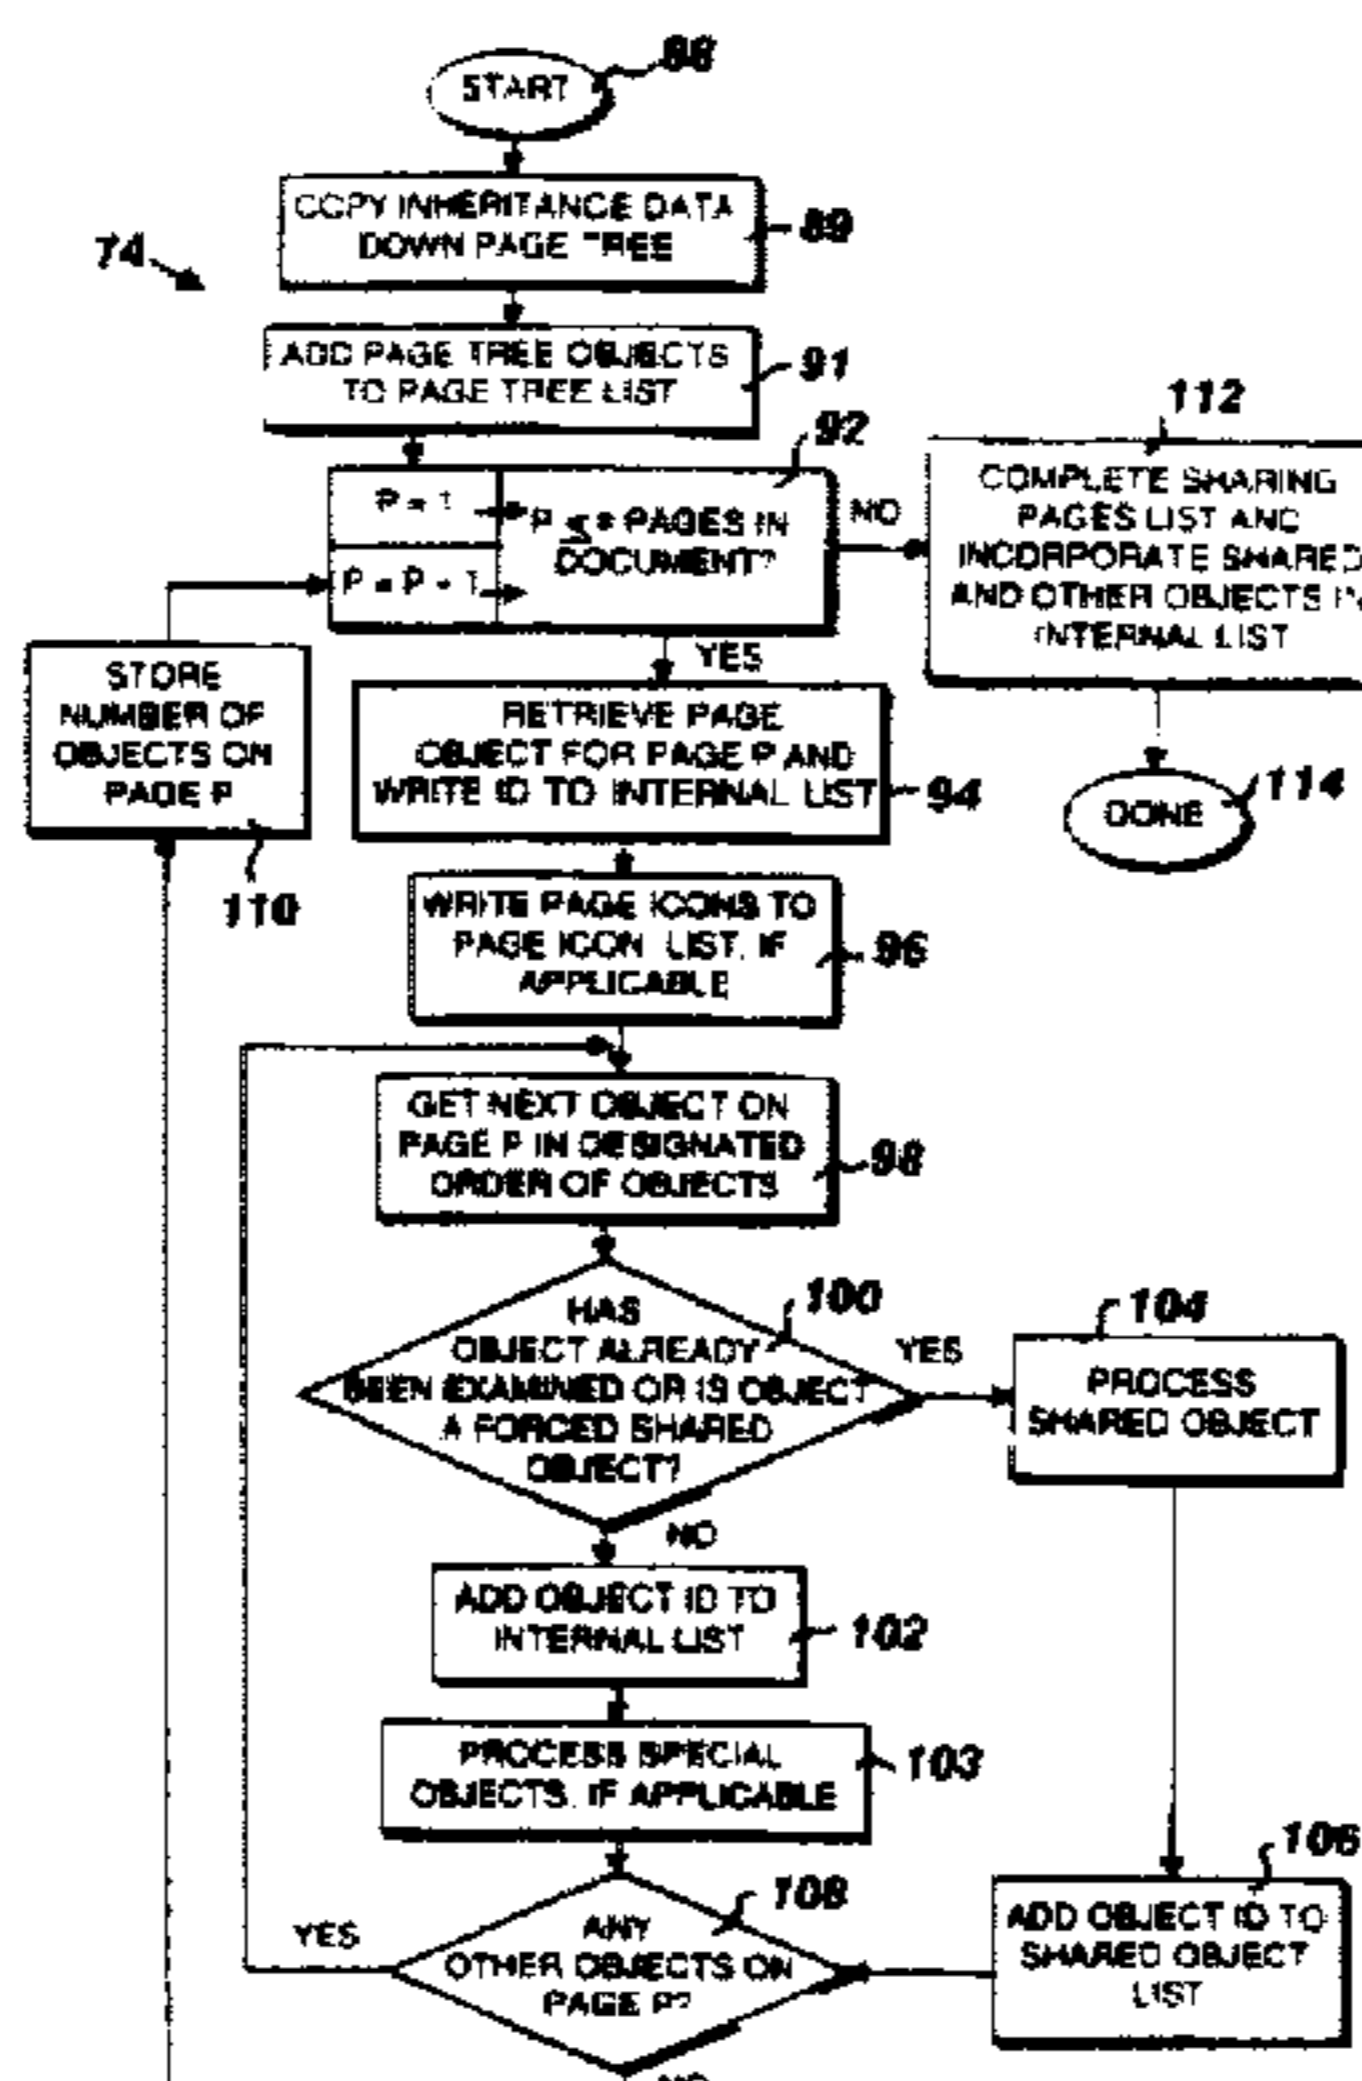 START
88
COPY INHERITANCE DATA
DOWN PAGE TREE
89
74
ADD PAGE TREE OBJECTS
TO PAGE TREE LIST
91
92
P = 1
P ≤ # PAGES IN
DOCUMENT?
P = P + 1
NO
112
COMPLETE SHARING
PAGES LIST AND
INCORPORATE SHARED
AND OTHER OBJECTS
INTERNAL LIST
YES
STORE
NUMBER OF
OBJECTS ON
PAGE P
110
RETRIEVE PAGE
OBJECT FOR PAGE P AND
WRITE ID TO INTERNAL LIST
94
DONE
114
WRITE PAGE ICONS TO
PAGE ICON LIST, IF
APPLICABLE
96
GET NEXT OBJECT ON
PAGE P IN DESIGNATED
ORDER OF OBJECTS
98
HAS
OBJECT ALREADY
BEEN EXAMINED OR IS OBJECT
A FORCED SHARED
OBJECT?
100
YES
104
PROCESS
SHARED OBJECT
NO
ADD OBJECT ID TO
INTERNAL LIST
102
PROCESS SPECIAL
OBJECTS, IF APPLICABLE
103
106
ADD OBJECT ID TO
SHARED OBJECT
LIST
108
ANY
OTHER OBJECTS ON
PAGE P?
YES
NO